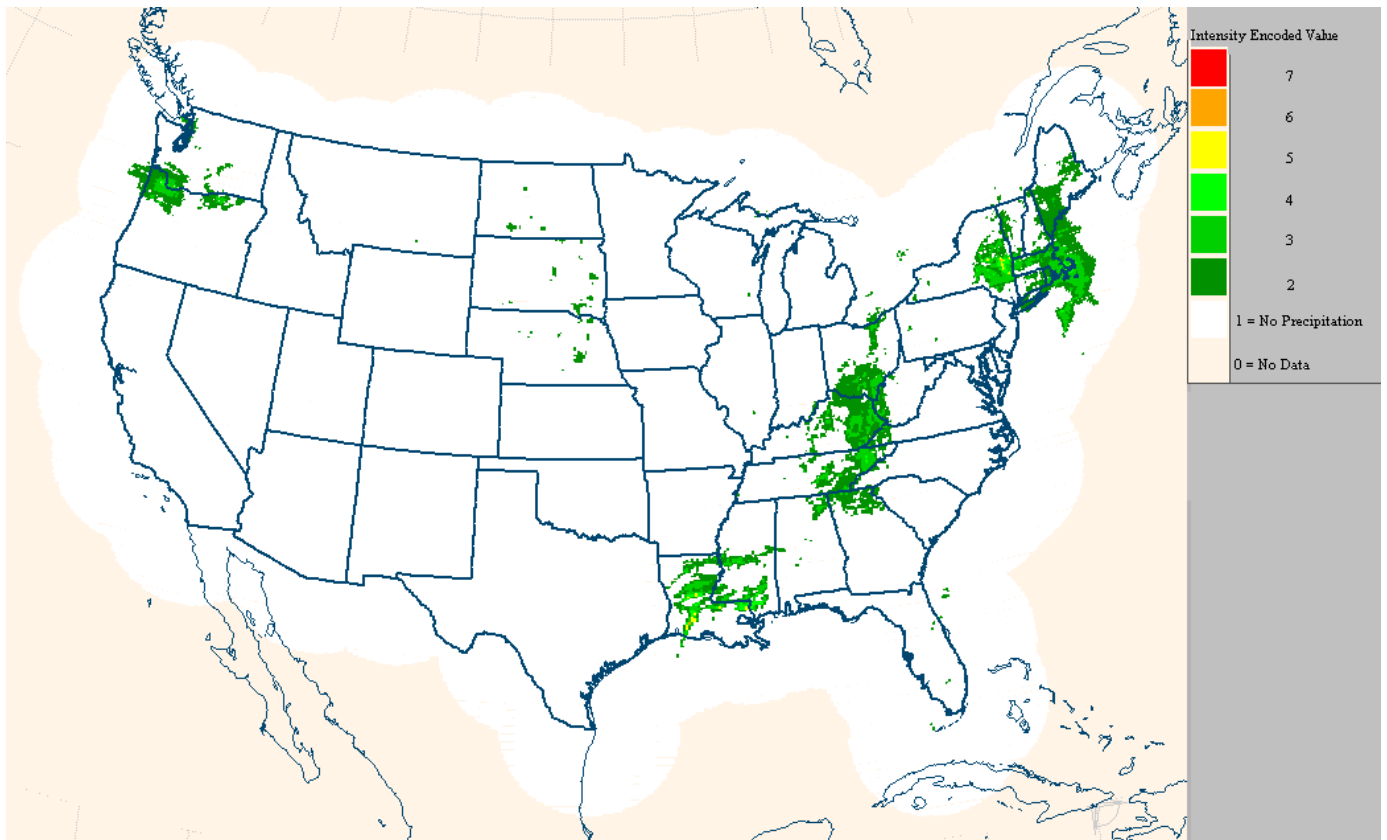 Intensity Encoded Value
7
6
5
4
3
2
1 = No Precipitation
0 = No Data